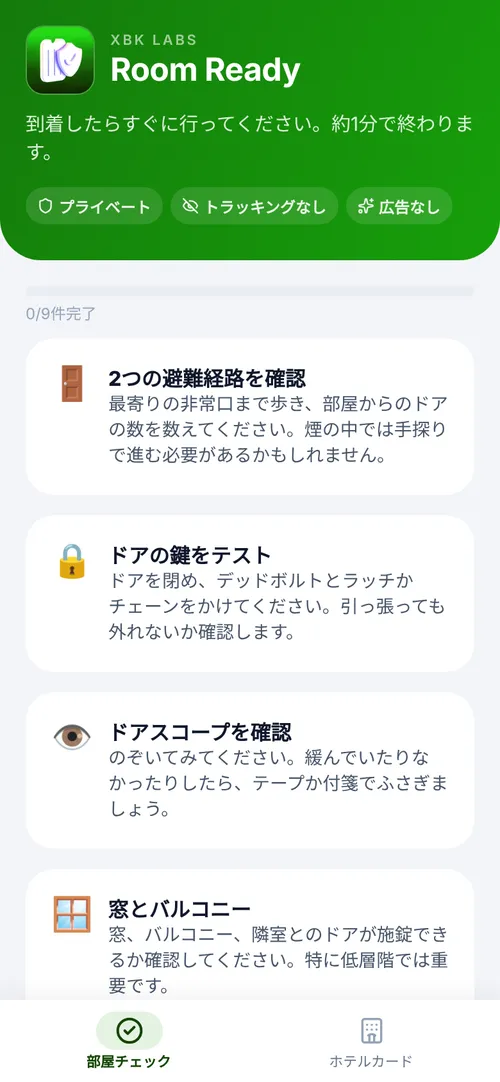 XBK LABS
Room Ready
到着したらすぐに行ってください。約1分で終わりま
す。
プライベート
トラッキングなし
広告なし
0/9件完了
2つの避難経路を確認
最寄りの非常口まで歩き、部屋からのドア
の数を数えてください。煙の中では手探り
で進む必要があるかもしれません。
ドアの鍵をテスト
ドアを閉め、デッドボルトとラッチか
チェーンをかけてください。引っ張っても
外れないか確認します。
ドアスコープを確認
のぞいてみてください。緩んでいたりな
かったりしたら、テープか付箋でふさぎま
しょう。
窓とバルコニー
窓、バルコニー、隣室とのドアが施錠でき
るか確認してください。特に低層階では重
要です。
部屋チェック
ホテルカード